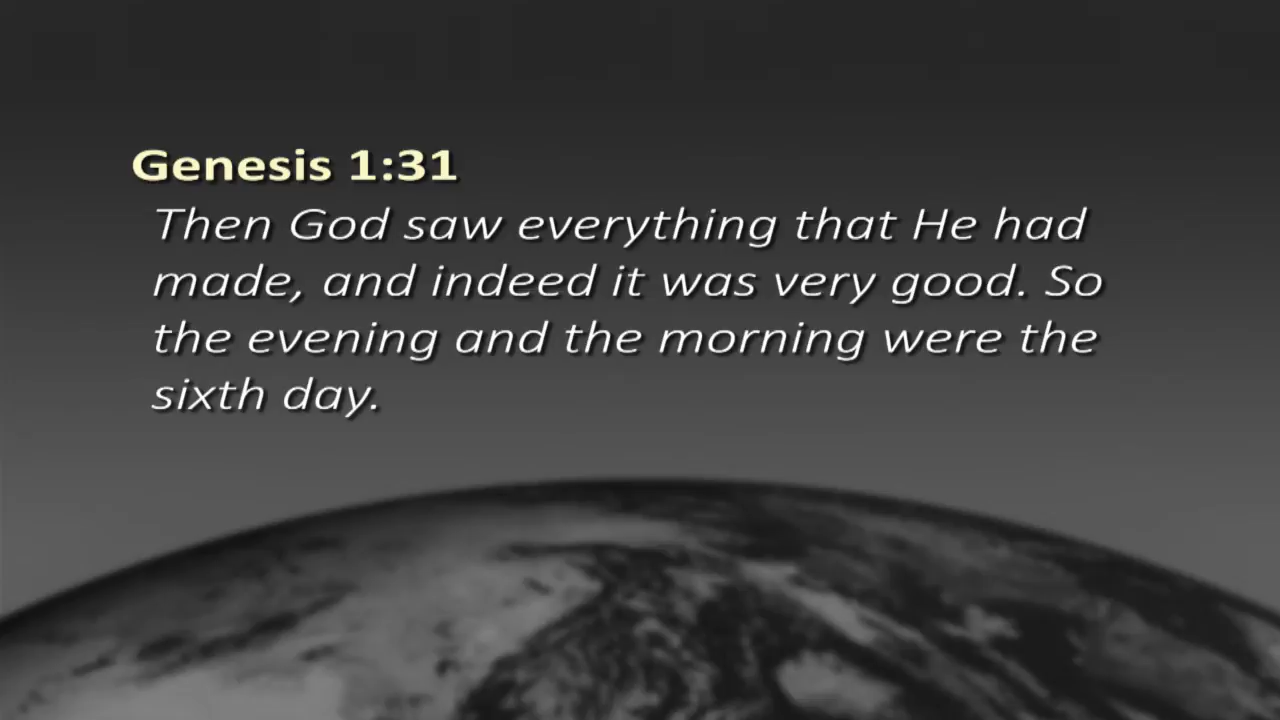 Genesis 1:31
Then God saw everything that He had
made, and indeed it was very good. So
the evening and the morning were the
sixth day.